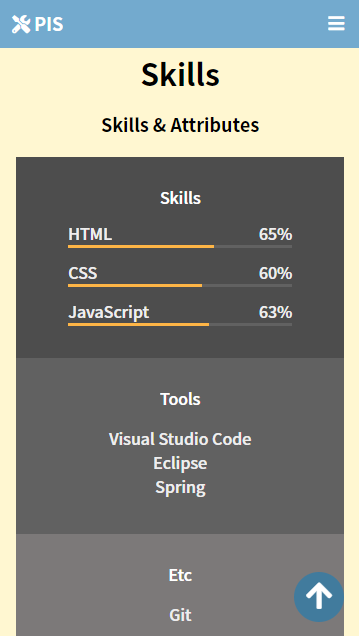 PIS
Skills
Skills & Attributes
Skills
HTML 65%
CSS 60%
JavaScript 63%
Tools
Visual Studio Code
Eclipse
Spring
Etc
Git